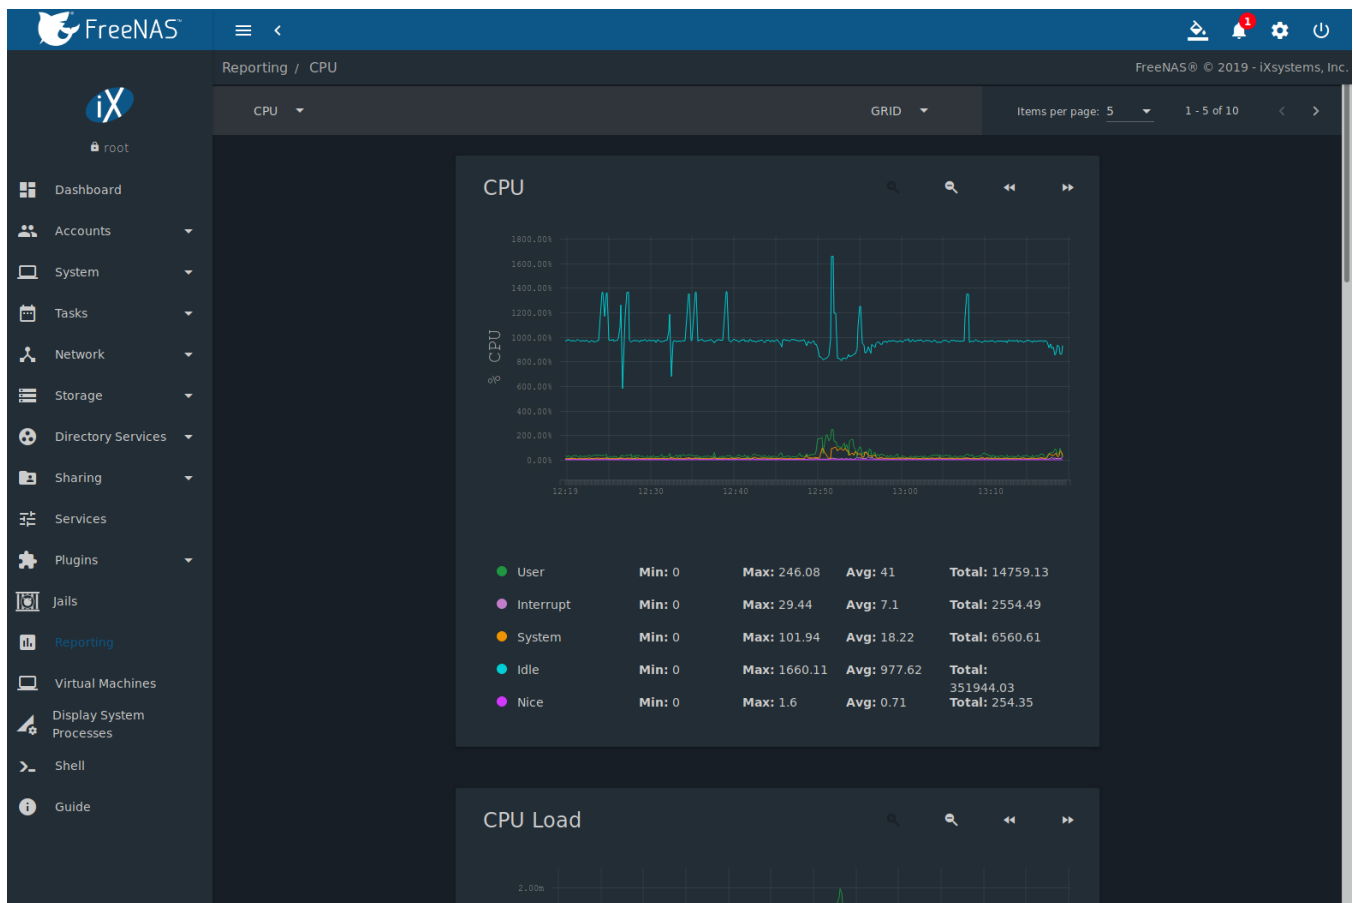 FreeNAS™
1
Reporting / CPU
FreeNAS® © 2019 - iXsystems, Inc.
iX
root
CPU
GRID
Items per page: 5
1 - 5 of 10
Dashboard
Accounts
System
Tasks
Network
Storage
Directory Services
Sharing
Services
Plugins
Jails
Reporting
Virtual Machines
Display System
Processes
Shell
Guide
CPU
% CPU
1800.00%
1600.00%
1400.00%
1200.00%
1000.00%
800.00%
600.00%
400.00%
200.00%
0.00%
12:19 12:30 12:40 12:50 13:00 13:10
User Min: 0 Max: 246.08 Avg: 41 Total: 14759.13
Interrupt Min: 0 Max: 29.44 Avg: 7.1 Total: 2554.49
System Min: 0 Max: 101.94 Avg: 18.22 Total: 6560.61
Idle Min: 0 Max: 1660.11 Avg: 977.62 Total:
351944.03
Nice Min: 0 Max: 1.6 Avg: 0.71 Total: 254.35
CPU Load
2.00m